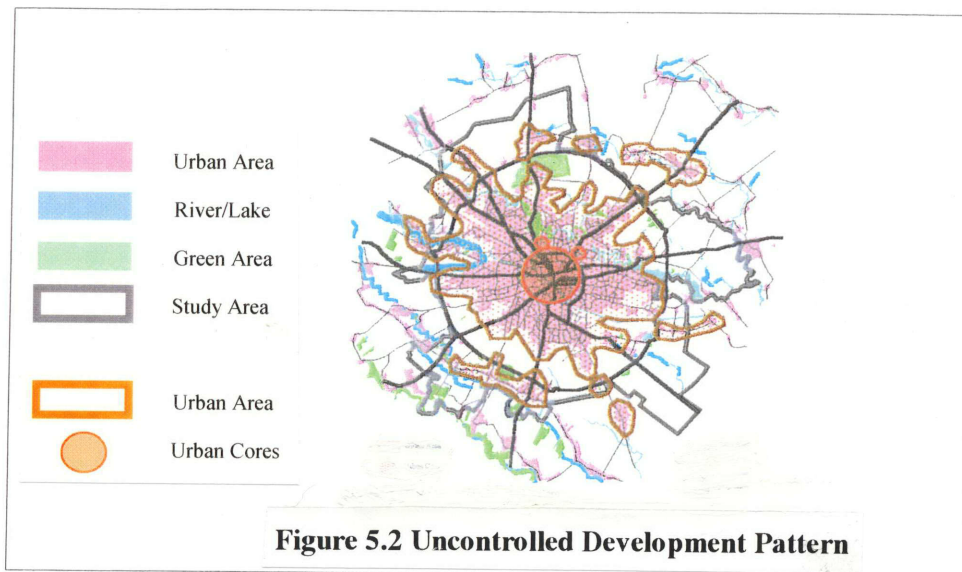 Urban Area
River/Lake
Green Area
Study Area
Urban Area
Urban Cores
Figure 5.2 Uncontrolled Development Pattern